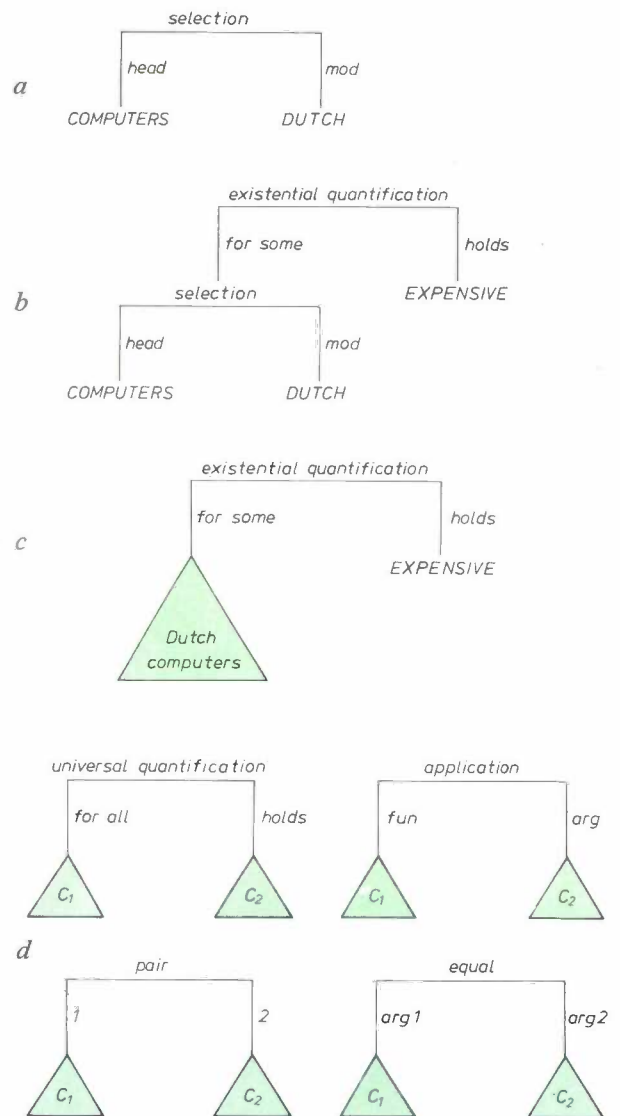 selection
head mod
a
COMPUTERS DUTCH
existential quantification
for some holds
selection EXPENSIVE
b
head mod
COMPUTERS DUTCH
existential quantification
for some holds
c
EXPENSIVE
Dutch
computers
universal quantification application
for all holds fun arg
C1 C2 C1 C2
d
pair equal
1 2 arg1 arg2
C1 C2 C1 C2